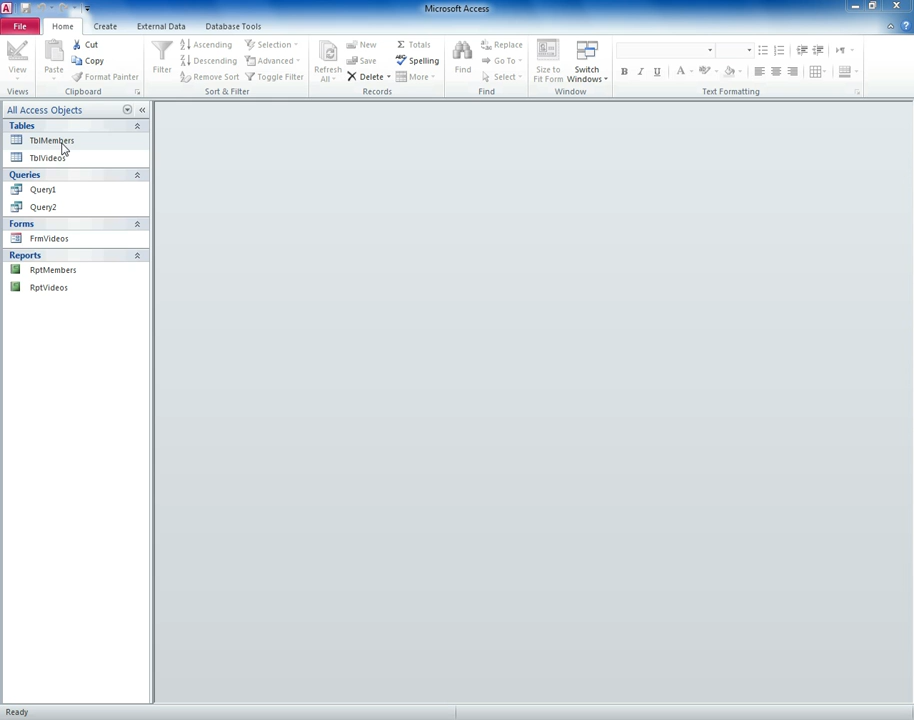 Microsoft Access
File Home Create External Data Database Tools
View
Views
Paste
Cut
Copy
Format Painter
Clipboard
Filter
Ascending
Descending
Remove Sort
Selection
Advanced
Toggle Filter
Sort & Filter
Refresh All
New
Save
Delete
Totals
Spelling
More
Records
Find
Replace
Go To
Select
Find
Size to Fit Form
Switch Windows
Window
B I U
A
Text Formatting
All Access Objects
Tables
TblMembers
TblVideos
Queries
Query1
Query2
Forms
FrmVideos
Reports
RptMembers
RptVideos
Ready